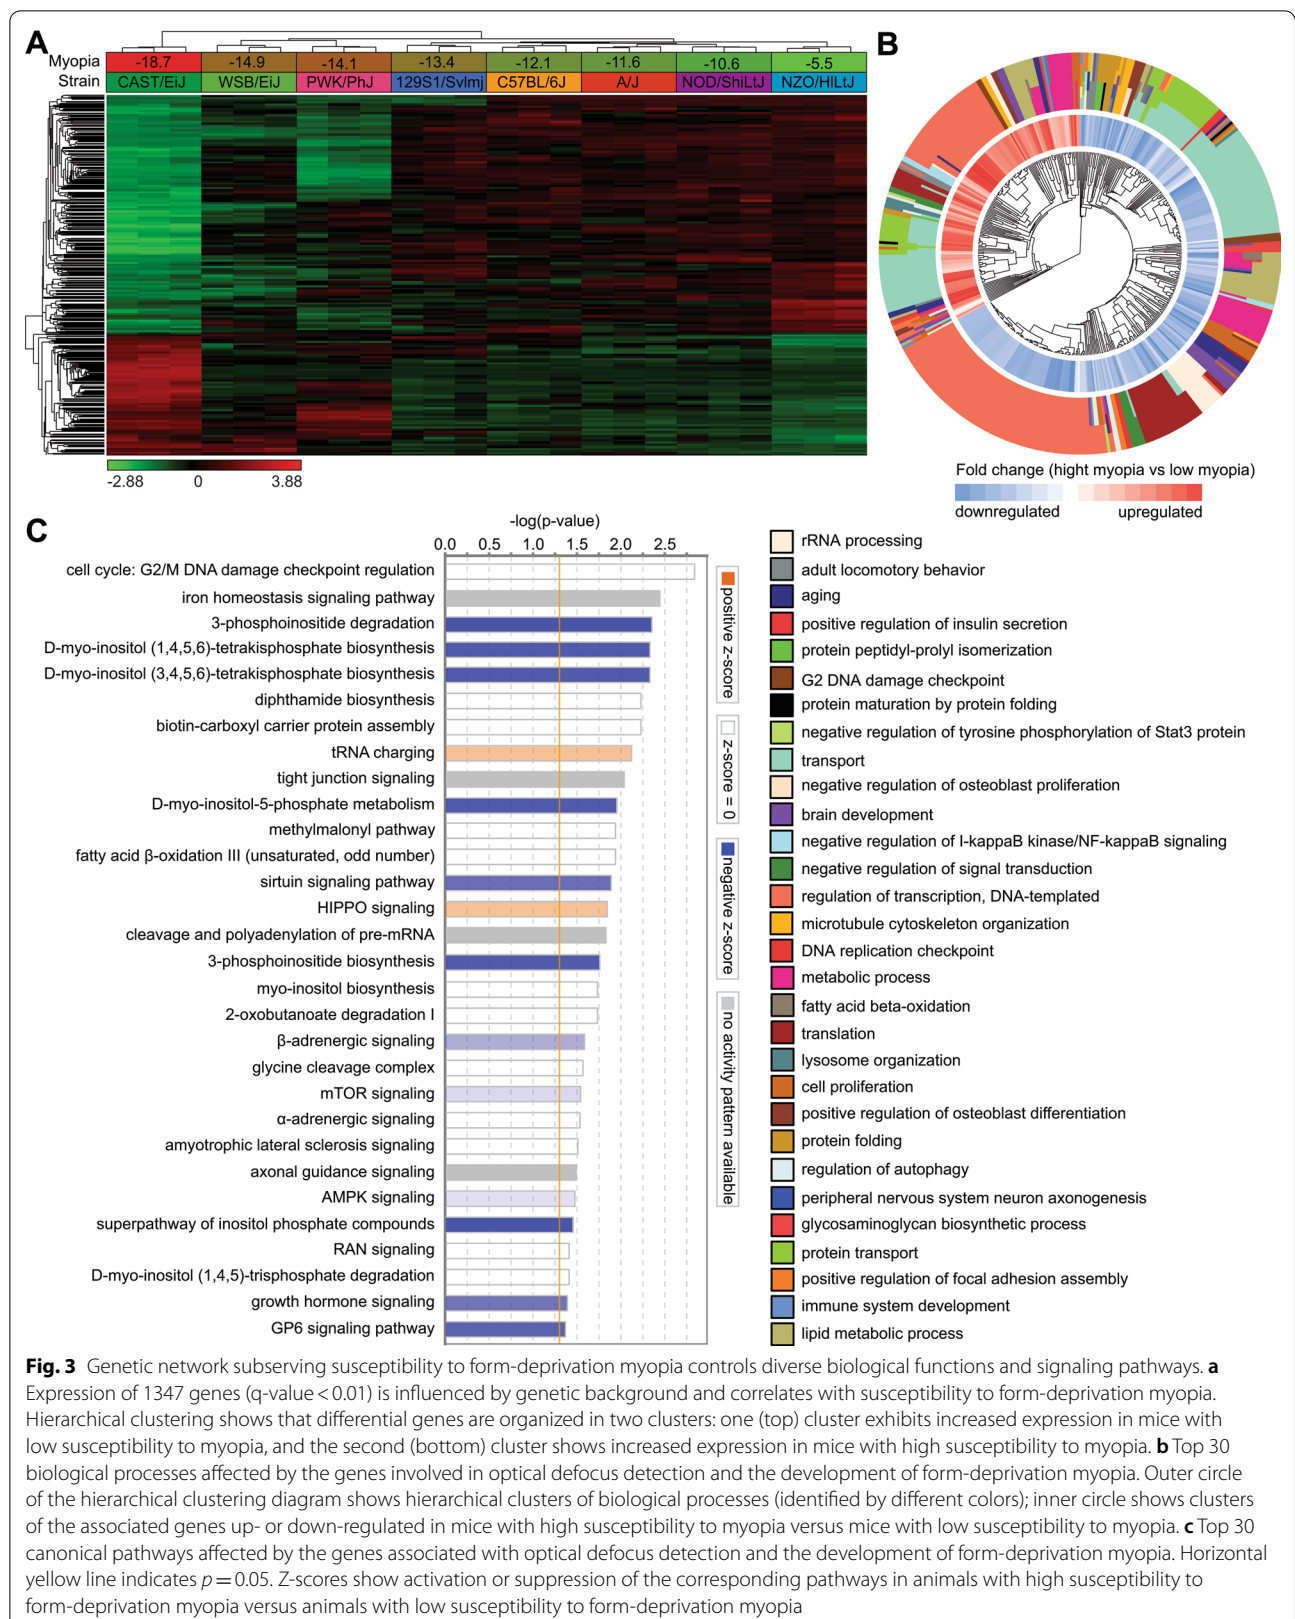 A
B
Myopia -18.7 -14.9 -14.1 -13.4 -12.1 -11.6 -10.6 -5.5
Strain CAST/EiJ WSB/EiJ PWK/PhJ 129S1/SvImj C57BL/6J A/J NOD/ShiLtJ NZO/HILtJ
-2.88 0 3.88
Fold change (hight myopia vs low myopia)
downregulated upregulated
C
-log(p-value)
0.0 0.5 1.0 1.5 2.0 2.5
cell cycle: G2/M DNA damage checkpoint regulation
iron homeostasis signaling pathway
3-phosphoinositide degradation
D-myo-inositol (1,4,5,6)-tetrakisphosphate biosynthesis
D-myo-inositol (3,4,5,6)-tetrakisphosphate biosynthesis
diphthamide biosynthesis
biotin-carboxyl carrier protein assembly
tRNA charging
tight junction signaling
D-myo-inositol-5-phosphate metabolism
methylmalonyl pathway
fatty acid β-oxidation III (unsaturated, odd number)
sirtuin signaling pathway
HIPPO signaling
cleavage and polyadenylation of pre-mRNA
3-phosphoinositide biosynthesis
myo-inositol biosynthesis
2-oxobutanoate degradation I
β-adrenergic signaling
glycine cleavage complex
mTOR signaling
α-adrenergic signaling
amyotrophic lateral sclerosis signaling
axonal guidance signaling
AMPK signaling
superpathway of inositol phosphate compounds
RAN signaling
D-myo-inositol (1,4,5)-trisphosphate degradation
growth hormone signaling
GP6 signaling pathway
positive z-score
z-score = 0
negative z-score
no activity pattern available
rRNA processing
adult locomotory behavior
aging
positive regulation of insulin secretion
protein peptidyl-prolyl isomerization
G2 DNA damage checkpoint
protein maturation by protein folding
negative regulation of tyrosine phosphorylation of Stat3 protein
transport
negative regulation of osteoblast proliferation
brain development
negative regulation of I-kappaB kinase/NF-kappaB signaling
negative regulation of signal transduction
regulation of transcription, DNA-templated
microtubule cytoskeleton organization
DNA replication checkpoint
metabolic process
fatty acid beta-oxidation
translation
lysosome organization
cell proliferation
positive regulation of osteoblast differentiation
protein folding
regulation of autophagy
peripheral nervous system neuron axonogenesis
glycosaminoglycan biosynthetic process
protein transport
positive regulation of focal adhesion assembly
immune system development
lipid metabolic process
Fig. 3 Genetic network subserving susceptibility to form-deprivation myopia controls diverse biological functions and signaling pathways. a
Expression of 1347 genes (q-value < 0.01) is influenced by genetic background and correlates with susceptibility to form-deprivation myopia.
Hierarchical clustering shows that differential genes are organized in two clusters: one (top) cluster exhibits increased expression in mice with
low susceptibility to myopia, and the second (bottom) cluster shows increased expression in mice with high susceptibility to myopia. b Top 30
biological processes affected by the genes involved in optical defocus detection and the development of form-deprivation myopia. Outer circle
of the hierarchical clustering diagram shows hierarchical clusters of biological processes (identified by different colors); inner circle shows clusters
of the associated genes up- or down-regulated in mice with high susceptibility to myopia versus mice with low susceptibility to myopia. c Top 30
canonical pathways affected by the genes associated with optical defocus detection and the development of form-deprivation myopia. Horizontal
yellow line indicates p = 0.05. Z-scores show activation or suppression of the corresponding pathways in animals with high susceptibility to
form-deprivation myopia versus animals with low susceptibility to form-deprivation myopia